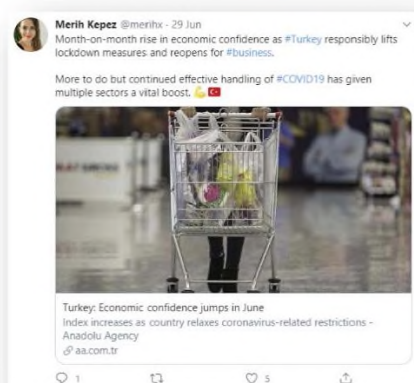 Merih Kepez @merihx · 29 Jun
Month-on-month rise in economic confidence as #Turkey responsibly lifts
lockdown measures and reopens for #business.
More to do but continued effective handling of #COVID19 has given
multiple sectors a vital boost. 💪🇹🇷
Turkey: Economic confidence jumps in June
Index increases as country relaxes coronavirus-related restrictions -
Anadolu Agency
aa.com.tr
1
5